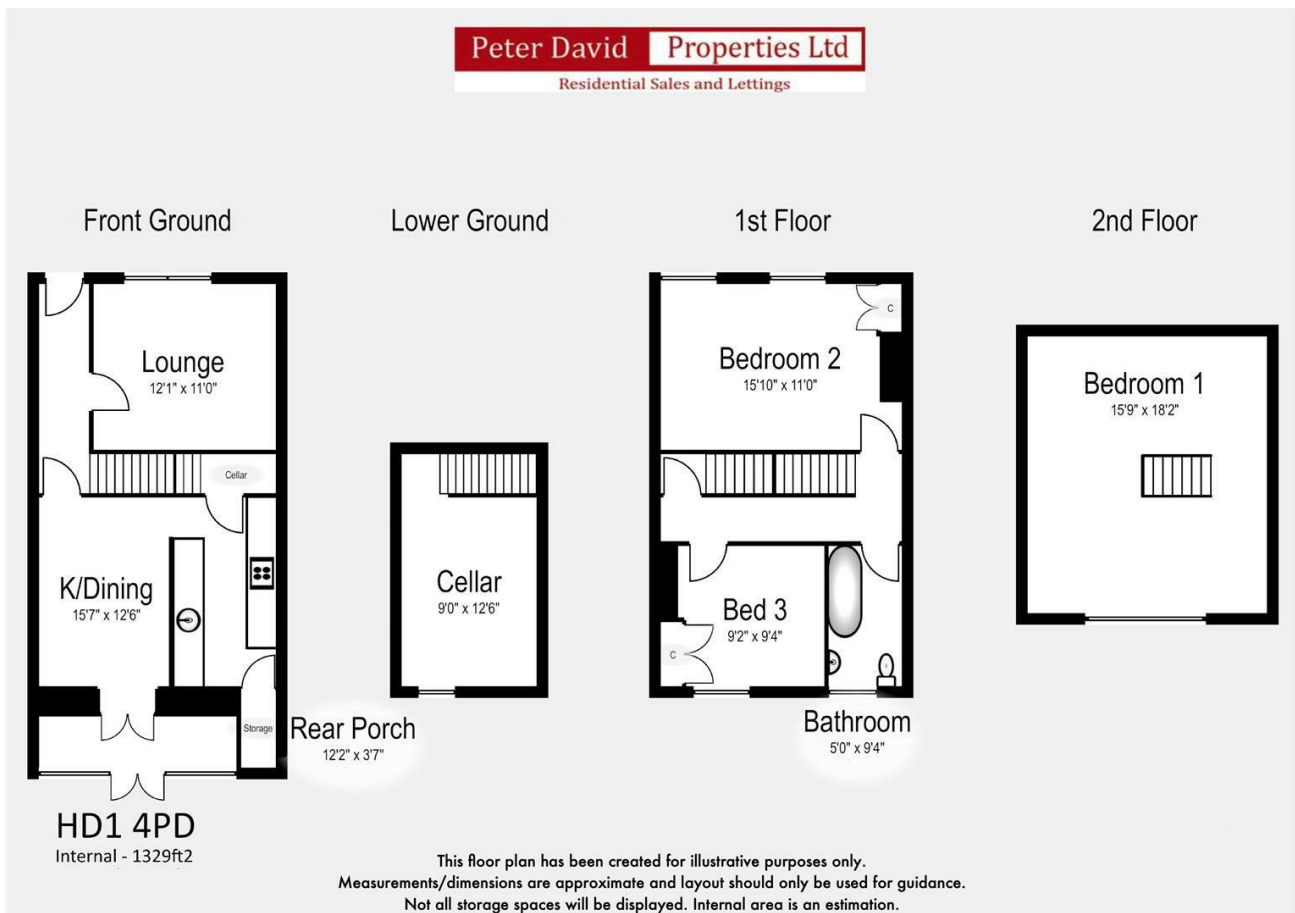 Peter David Properties Ltd
Residential Sales and Lettings
Front Ground
Lower Ground
1st Floor
2nd Floor
Lounge
12'1" x 11'0"
Cellar
K/Dining
15'7" x 12'6"
Storage
Rear Porch
12'2" x 3'7"
Cellar
9'0" x 12'6"
C
Bedroom 2
15'10" x 11'0"
Bed 3
9'2" x 9'4"
C
Bathroom
5'0" x 9'4"
Bedroom 1
15'9" x 18'2"
HD1 4PD
Internal - 1329ft2
This floor plan has been created for illustrative purposes only.
Measurements/dimensions are approximate and layout should only be used for guidance.
Not all storage spaces will be displayed. Internal area is an estimation.